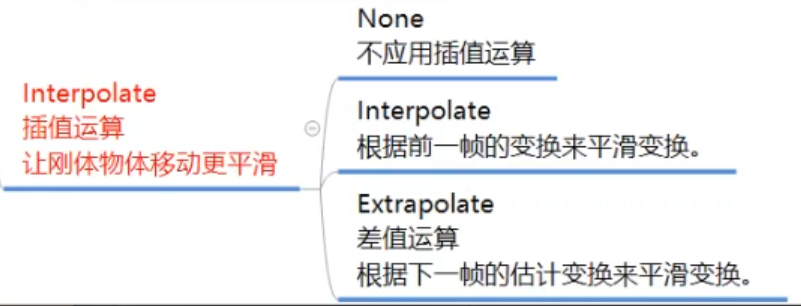 Interpolate
插值运算
让刚体物体移动更平滑
None
不应用插值运算
Interpolate
根据前一帧的变换来平滑变换。
Extrapolate
差值运算
根据下一帧的估计变换来平滑变换。